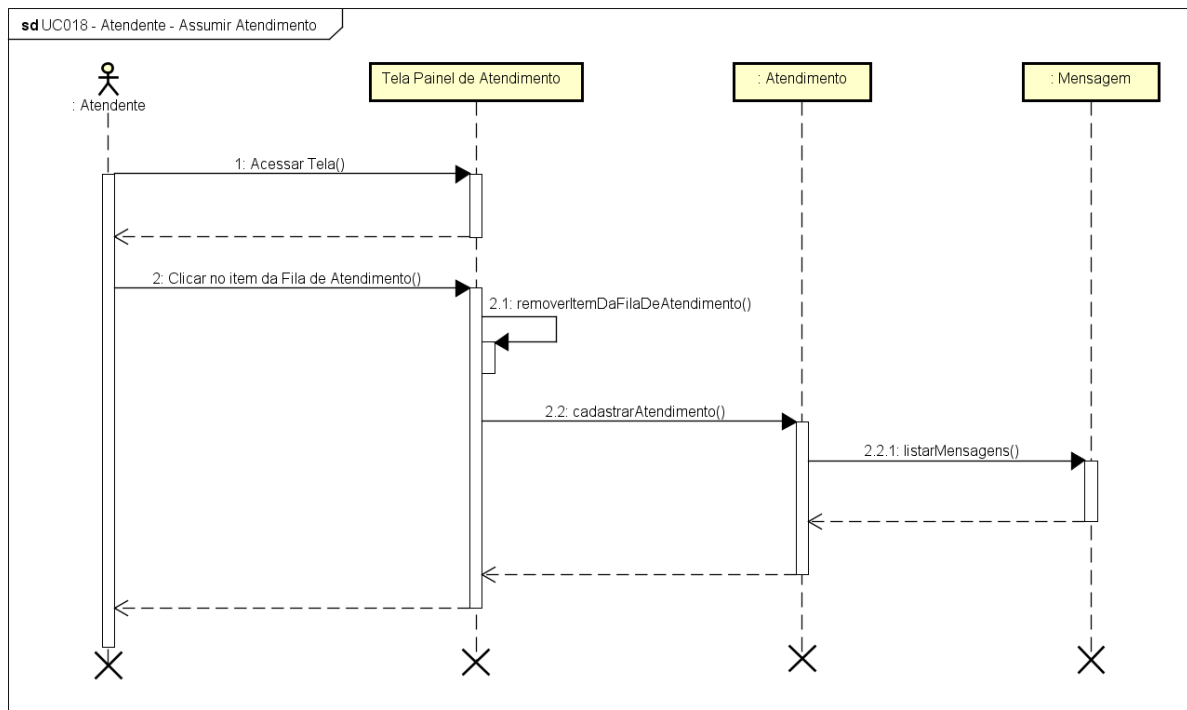 sd UC018 - Atendente - Assumir Atendimento
: Atendente
Tela Painel de Atendimento
: Atendimento
: Mensagem
1: Acessar Tela()
2: Clicar no item da Fila de Atendimento()
2.1: removerItemDaFilaDeAtendimento()
2.2: cadastrarAtendimento()
2.2.1: listarMensagens()